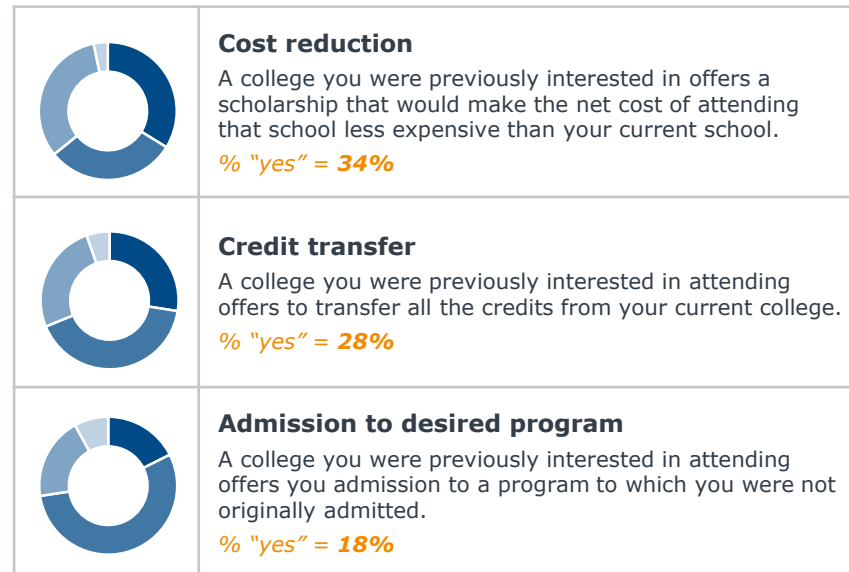 Cost reduction
A college you were previously interested in offers a
scholarship that would make the net cost of attending
that school less expensive than your current school.
% “yes” = 34%
Credit transfer
A college you were previously interested in attending
offers to transfer all the credits from your current college.
% “yes” = 28%
Admission to desired program
A college you were previously interested in attending
offers you admission to a program to which you were not
originally admitted.
% “yes” = 18%